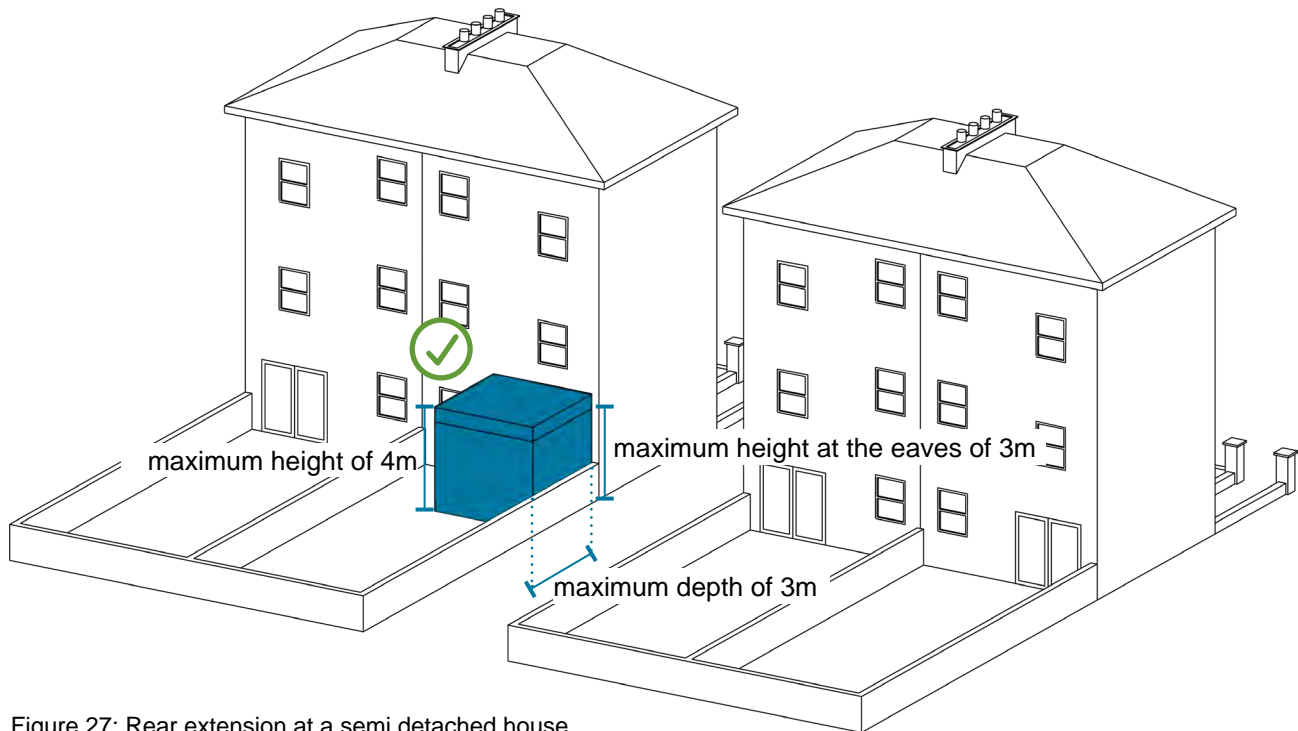 maximum height of 4m
maximum height at the eaves of 3m
maximum depth of 3m
Figure 27: Rear extension at a semi detached house